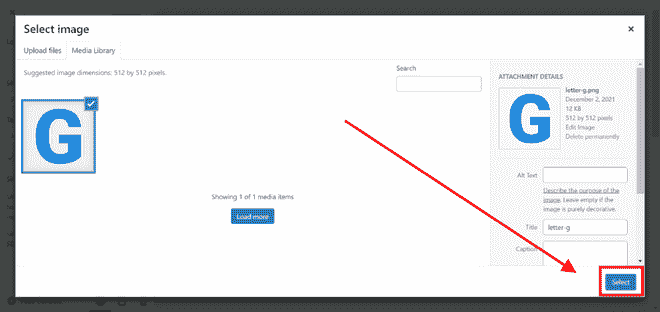 Select image
×
Upload files
Media Library
Suggested image dimensions: 512 by 512 pixels.
Search
G
Showing 1 of 1 media items
Load more
ATTACHMENT DETAILS
G
letter-g.png
December 2, 2021
12 KB
512 by 512 pixels
Edit Image
Delete permanently
Alt Text
Describe the purpose of the
image. Leave empty if the
image is purely decorative.
Title
letter-g
Caption
Select